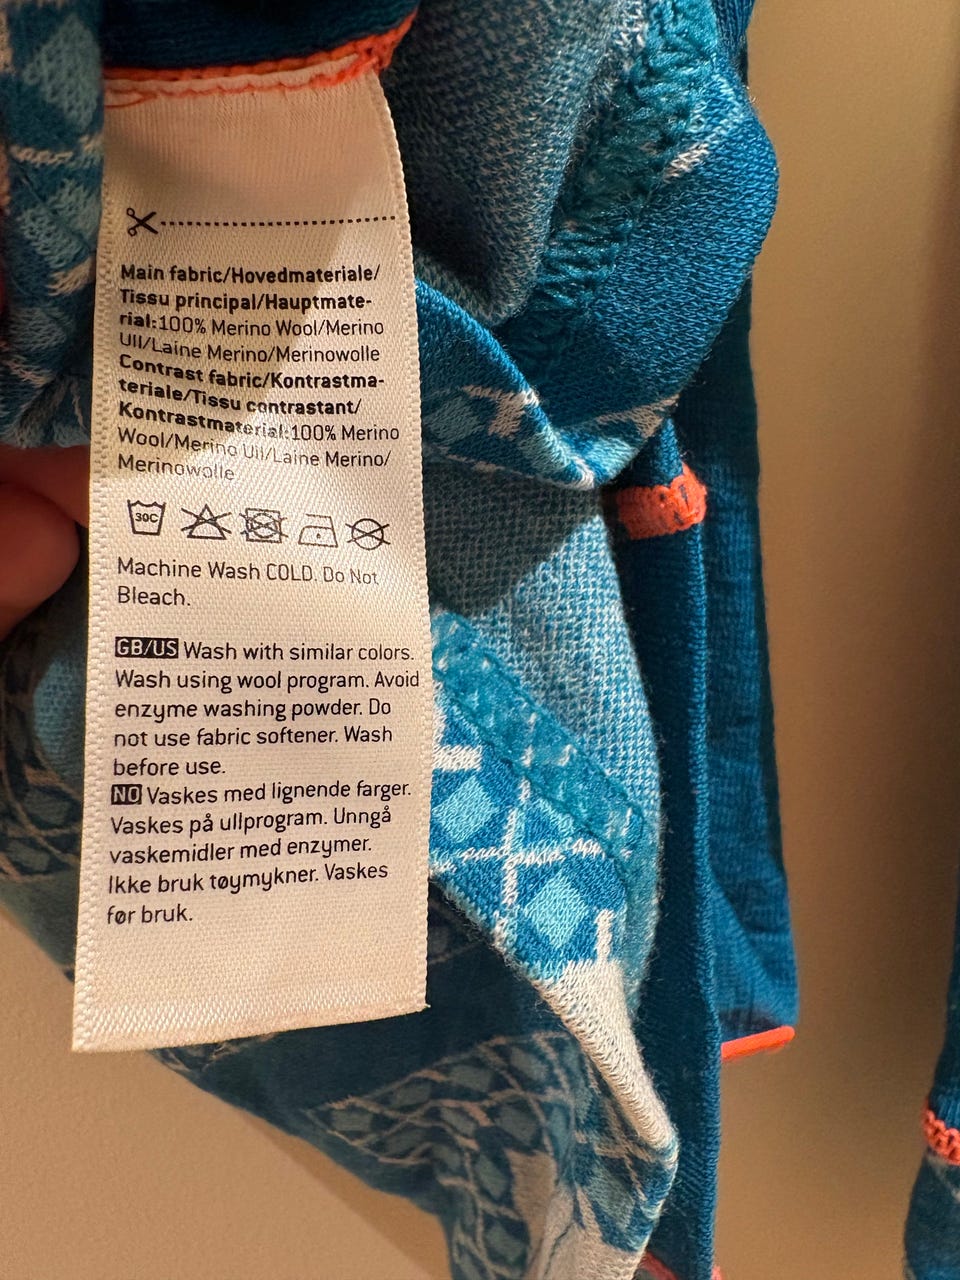 Main fabric/Hovedmateriale/
Tissu principal/Hauptmate-
rial:100% Merino Wool/Merino
Ull/Laine Merino/Merinowolle
Contrast fabric/Kontrastma-
teriale/Tissu contrastant/
Kontrastmaterial:100% Merino
Wool/Merino Ull/Laine Merino/
Merinowolle
30C
Machine Wash COLD. Do Not
Bleach.
GB/US Wash with similar colors.
Wash using wool program. Avoid
enzyme washing powder. Do
not use fabric softener. Wash
before use.
NO Vaskes med lignende farger.
Vaskes på ullprogram. Unngå
vaskemidler med enzymer.
Ikke bruk tøymykner. Vaskes
før bruk.